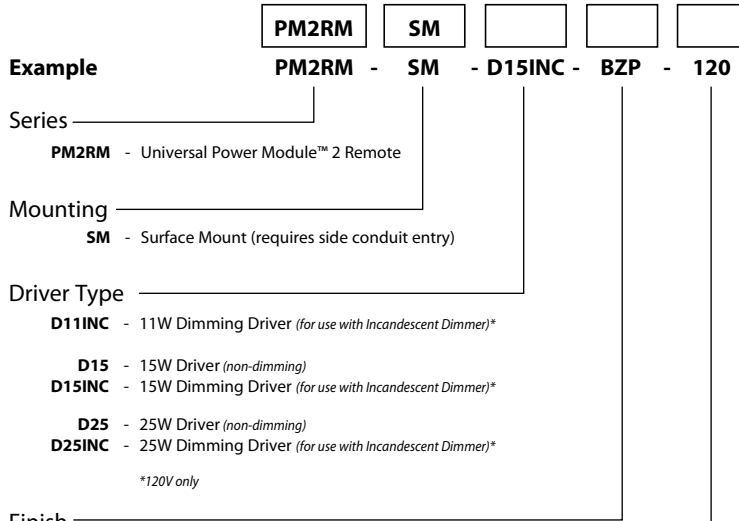 PM2RM SM
Example PM2RM - SM - D15INC - BZP - 120
Series
PM2RM - Universal Power Module™ 2 Remote
Mounting
SM - Surface Mount (requires side conduit entry)
Driver Type
D11INC - 11W Dimming Driver (for use with Incandescent Dimmer)*
D15 - 15W Driver (non-dimming)
D15INC - 15W Dimming Driver (for use with Incandescent Dimmer)*
D25 - 25W Driver (non-dimming)
D25INC - 25W Dimming Driver (for use with Incandescent Dimmer)*
*120V only
Finish